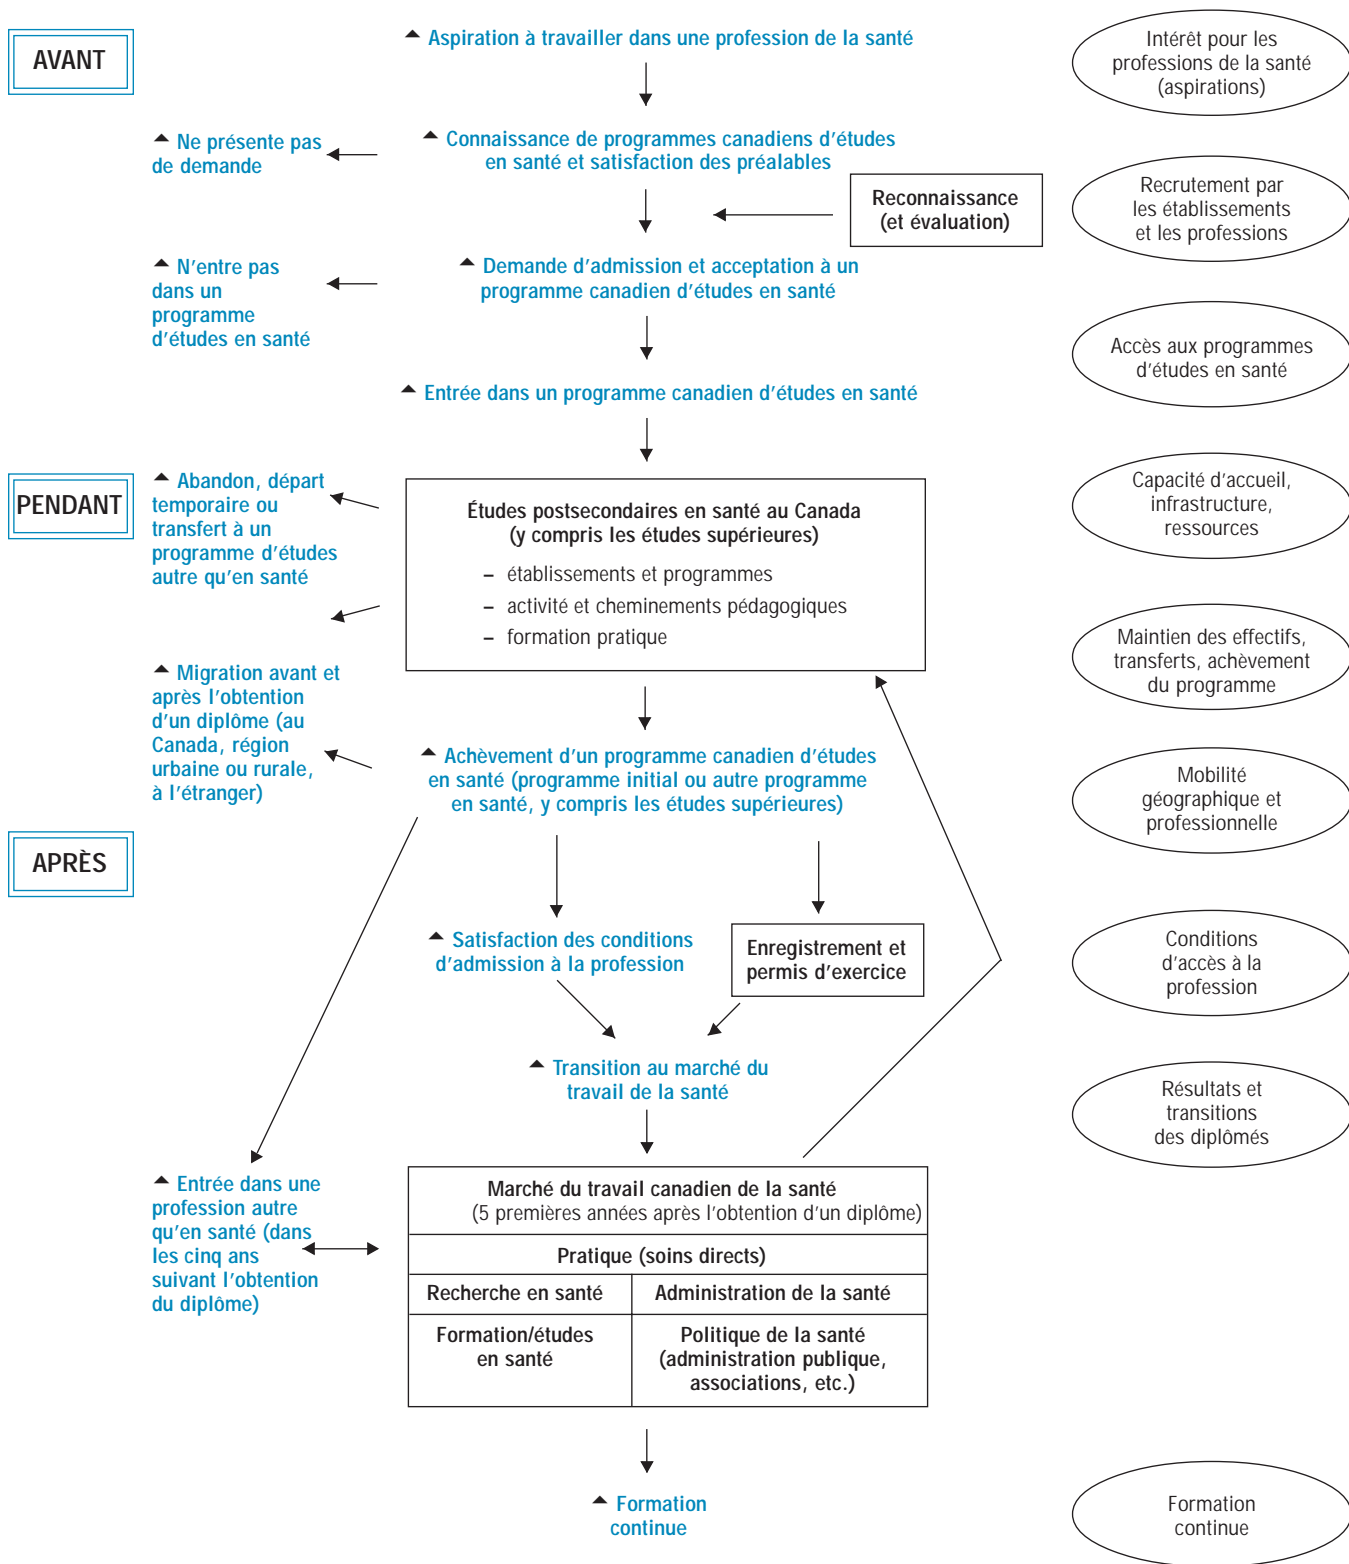 AVANT
▲ Aspiration à travailler dans une profession de la santé
Intérêt pour les
professions de la santé
(aspirations)
▲ Ne présente pas
de demande
▲ Connaissance de programmes canadiens d'études
en santé et satisfaction des préalables
Reconnaissance
(et évaluation)
Recrutement par
les établissements
et les professions
▲ N'entre pas
dans un
programme
d'études en santé
▲ Demande d'admission et acceptation à un
programme canadien d'études en santé
Accès aux programmes
d'études en santé
▲ Entrée dans un programme canadien d'études en santé
PENDANT
▲ Abandon, départ
temporaire ou
transfert à un
programme d'études
autre qu'en santé
Études postsecondaires en santé au Canada
(y compris les études supérieures)
– établissements et programmes
– activité et cheminements pédagogiques
– formation pratique
Capacité d'accueil,
infrastructure,
ressources
Maintien des effectifs,
transferts, achèvement
du programme
▲ Migration avant et
après l'obtention
d'un diplôme (au
Canada, région
urbaine ou rurale,
à l'étranger)
▲ Achèvement d'un programme canadien d'études
en santé (programme initial ou autre programme
en santé, y compris les études supérieures)
Mobilité
géographique et
professionnelle
APRÈS
▲ Satisfaction des conditions
d'admission à la profession
Enregistrement et
permis d'exercice
Conditions
d'accès à la
profession
▲ Transition au marché du
travail de la santé
Résultats et
transitions
des diplômés
▲ Entrée dans une
profession autre
qu'en santé (dans
les cinq ans
suivant l'obtention
du diplôme)
Marché du travail canadien de la santé
(5 premières années après l'obtention d'un diplôme)
Pratique (soins directs)
Recherche en santé
Administration de la santé
Formation/études
en santé
Politique de la santé
(administration publique,
associations, etc.)
▲ Formation
continue
Formation
continue